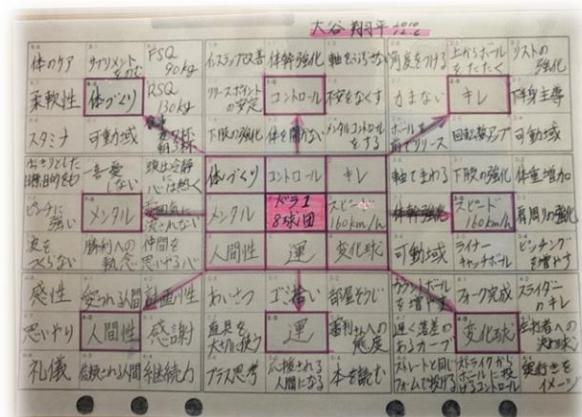 大谷翔平 2010 12.6
体のケア サプリメントをのむ FSQ 90kg インステップ改善 体幹強化 軸をぶらさない 角度をつける 上からボールをたたく リストの強化
柔軟性 体づくり RSQ 130kg リリースポイントの安定 コントロール 不安をなくす 力まない キレ 下半身主導
スタミナ 可動域 食事 夜7杯 朝3杯 下肢の強化 体を開かない メンタルコントロールをする ボールを前でリリース 回転数アップ 可動域
はっきりとした目標、目的をもつ 一喜一憂しない 頭は冷静に心は熱く 体づくり コントロール キレ 軸でまわる 下肢の強化 体重増加
ピンチに強い メンタル 雰囲気に流されない メンタル ドラ1 8球団 スピード 160km/h 体幹強化 スピード 160km/h 肩周りの強化
波をつくらない 勝利への執念 仲間を思いやる心 人間性 運 変化球 可動域 ライナーキャッチボール ピッチングを増やす
感性 愛される人間 計画性 あいさつ ゴミ拾い 部屋そうじ カウントボールを増やす フォーク完成 スライダーのキレ
思いやり 人間性 感謝 道具を大切に使う 運 審判さんへの態度 遅く落差のあるカーブ 変化球 左打者への決め球
礼儀 信頼される人間 継続力 プラス思考 応援される人間になる 本を読む ストレートと同じフォームで投げる ストライクからボールに投げるコントロール 奥行きをイメージ